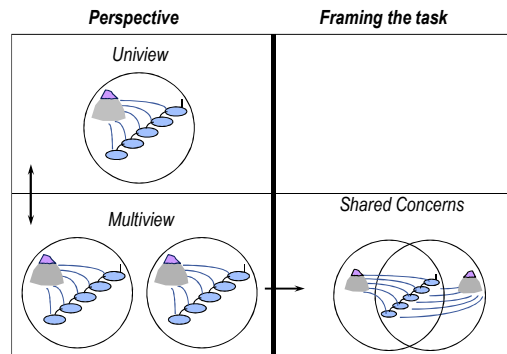 Perspective
Framing the task
Uniview
Multiview
Shared Concerns